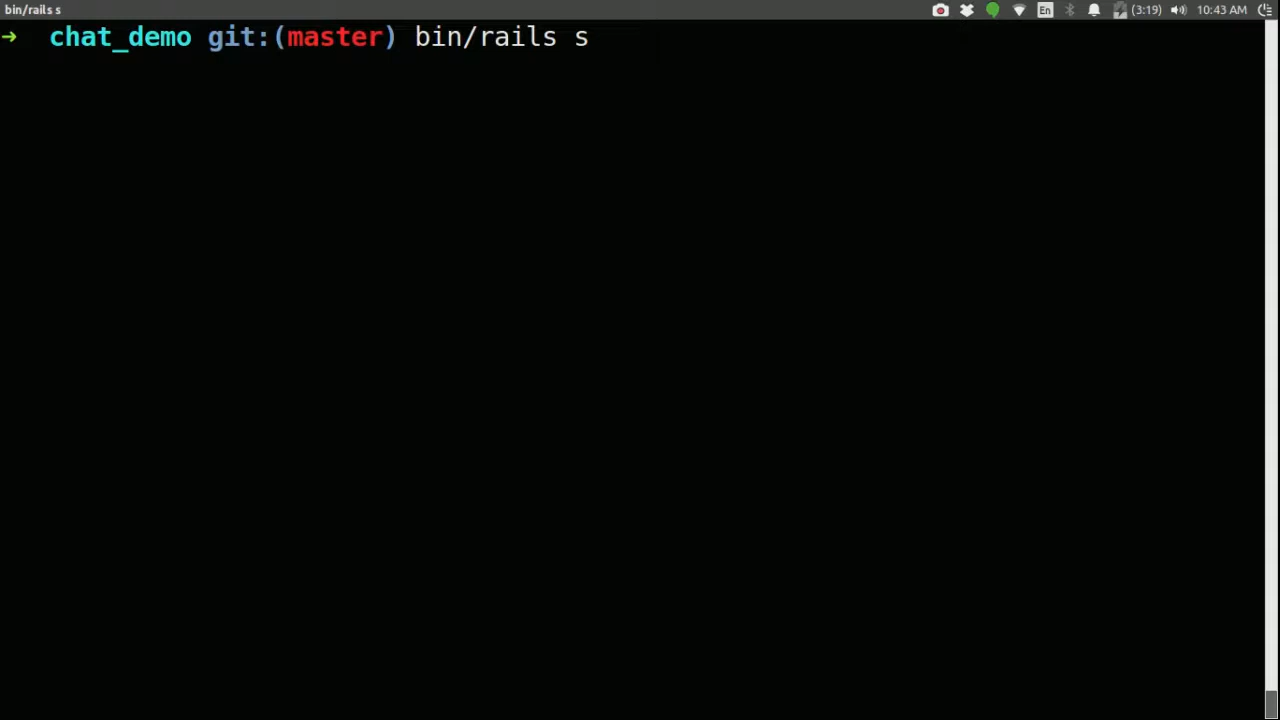 bin/rails s
En
(3:19)
10:43 AM
→ chat_demo git:(master) bin/rails s